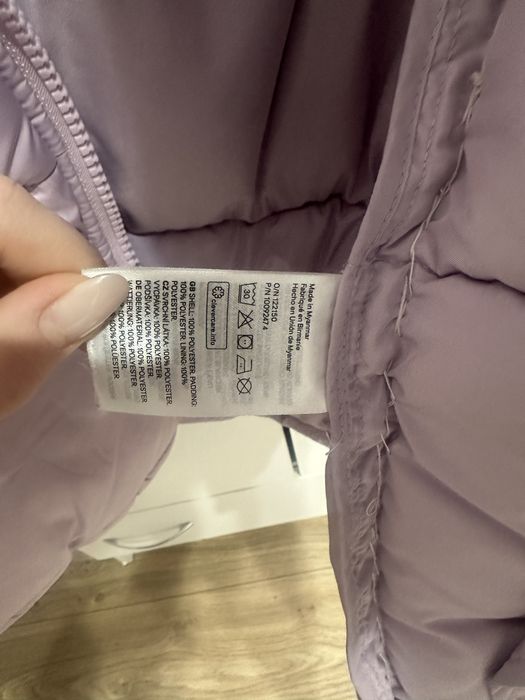 Made in Myanmar
Fabriqué en Birmanie
Hecho en Unión de Myanmar
O/N 122150
P/N 10092474
30
clevercare.info
GB SHELL: 100% POLYESTER. PADDING:
100% POLYESTER. LINING: 100%
POLYESTER.
CZ SVRCHNÍ LÁTKA: 100% POLYESTER.
VYCPÁVKA: 100% POLYESTER.
PODŠÍVKA: 100% POLYESTER.
DE OBERMATERIAL: 100% POLYESTER.
WATTIERUNG: 100% POLYESTER.
100% POLYESTER.